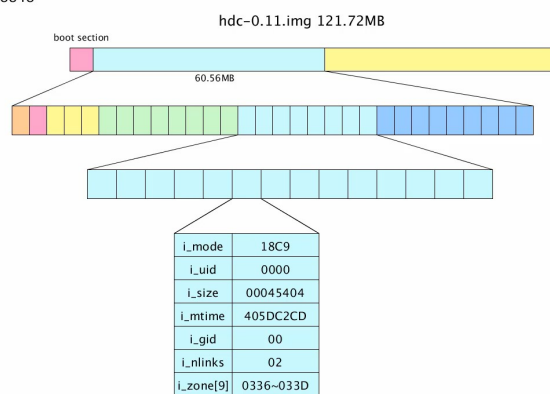 hdc-0.11.img 121.72MB
boot section
60.56MB
i_mode 18C9
i_uid 0000
i_size 00045404
i_mtime 405DC2CD
i_gid 00
i_nlinks 02
i_zone[9] 0336~033D